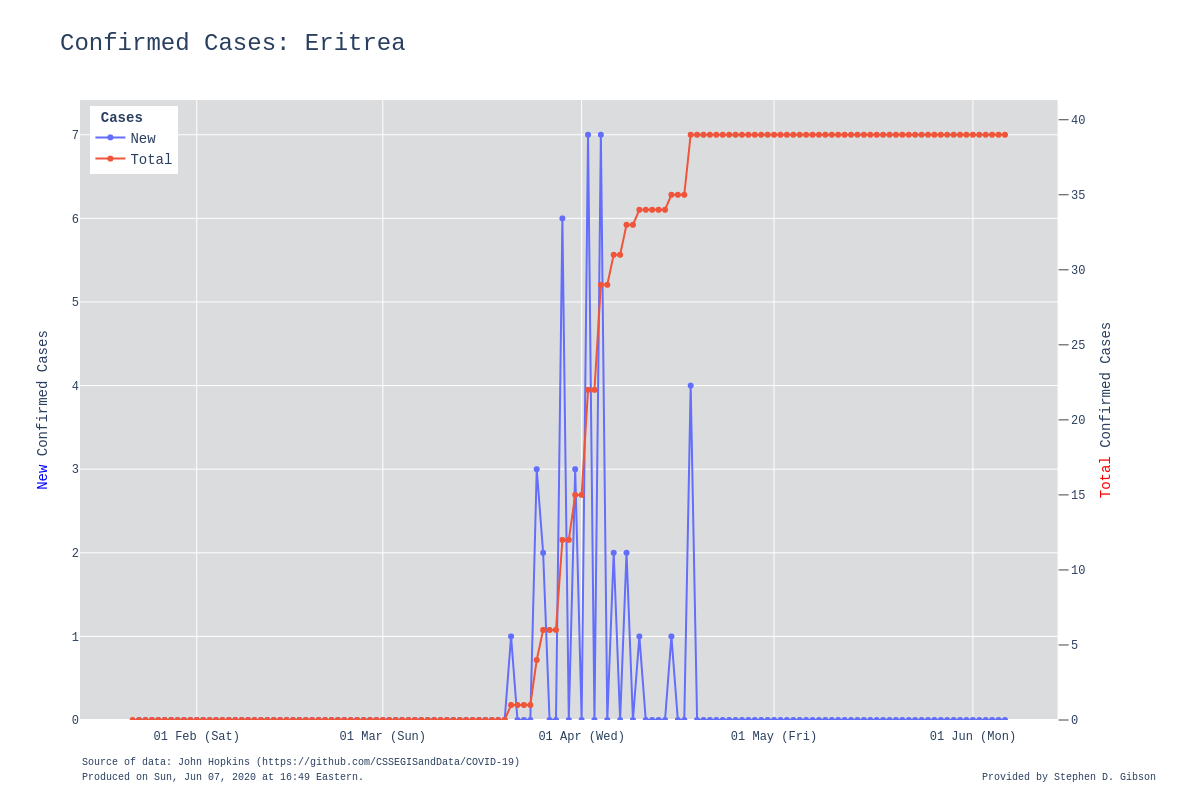 Confirmed Cases: Eritrea
Cases
New
Total
7
6
5
4
3
2
1
0
40
35
30
25
20
15
10
5
0
New Confirmed Cases
Total Confirmed Cases
01 Feb (Sat)
01 Mar (Sun)
01 Apr (Wed)
01 May (Fri)
01 Jun (Mon)
Source of data: John Hopkins (https://github.com/CSSEGISandData/COVID-19)
Produced on Sun, Jun 07, 2020 at 16:49 Eastern.
Provided by Stephen D. Gibson